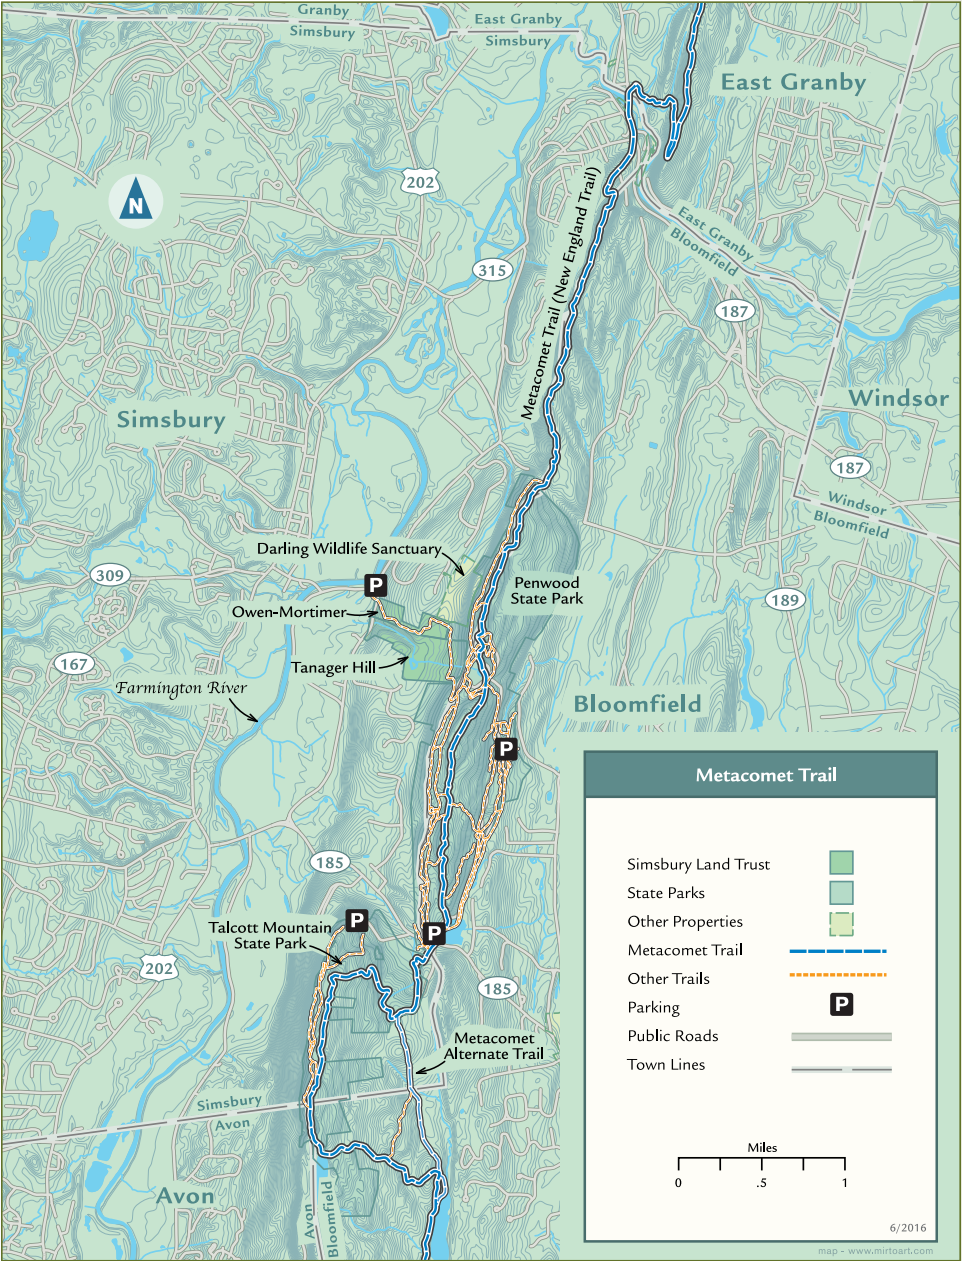 Granby
Simsbury
East Granby
Simsbury
East Granby
N
202
Metacomet Trail (New England Trail)
East Granby
Bloomfield
315
187
Windsor
Simsbury
187
Windsor
Bloomfield
Darling Wildlife Sanctuary
309
P
Penwood
State Park
189
Owen-Mortimer
167
Tanager Hill
Farmington River
Bloomfield
P
Metacomet Trail
Simsbury Land Trust
State Parks
Other Properties
Metacomet Trail
Other Trails
Parking
P
Public Roads
Town Lines
Miles
0
.5
1
6/2016
185
P
Talcott Mountain
State Park
P
202
185
Metacomet
Alternate Trail
Simsbury
Avon
Avon
Avon
Bloomfield
map - www.mirtoart.com